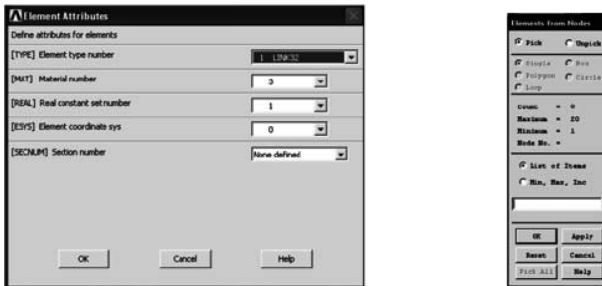 Element Attributes
Define attributes for elements
[TYPE] Element type number
1 LINK32
[MAT] Material number
3
[REAL] Real constant set number
1
[ESYS] Element coordinate sys
0
[SECNUM] Section number
None defined
OK Cancel Help
Elements from Nodes
Pick Unpick
Single Box
Polygon Circle
Loop
Count = 0
Maximum = 20
Minimum = 1
Node No. =
List of Items
Min, Max, Inc
OK Apply
Reset Cancel
Pick All Help